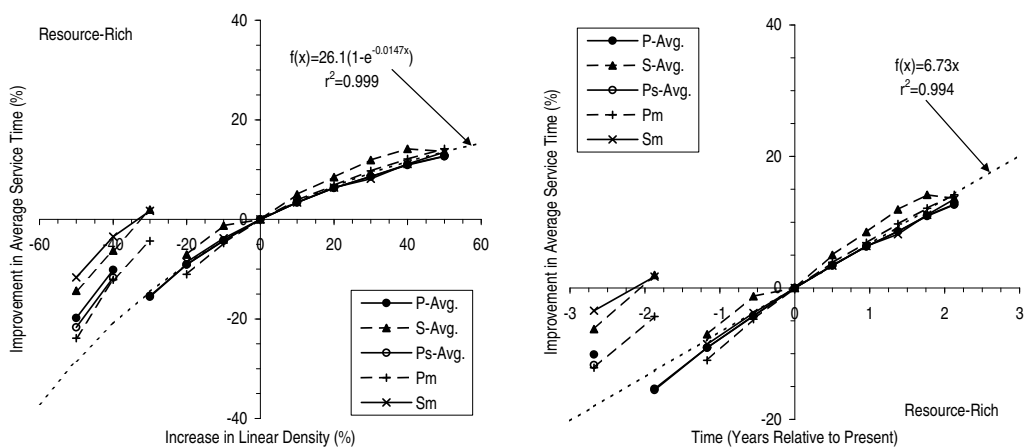 Resource-Rich
Improvement in Average Service Time (%)
40
20
0
-20
-40
-60
-40
-20
0
20
40
60
f(x)=26.1(1-e^-0.0147x)
r²=0.999
P-Avg.
S-Avg.
Ps-Avg.
Pm
Sm
Increase in Linear Density (%)
Improvement in Average Service Time (%)
40
20
0
-20
-3
-2
-1
0
1
2
3
P-Avg.
S-Avg.
Ps-Avg.
Pm
Sm
f(x)=6.73x
r²=0.994
Resource-Rich
Time (Years Relative to Present)